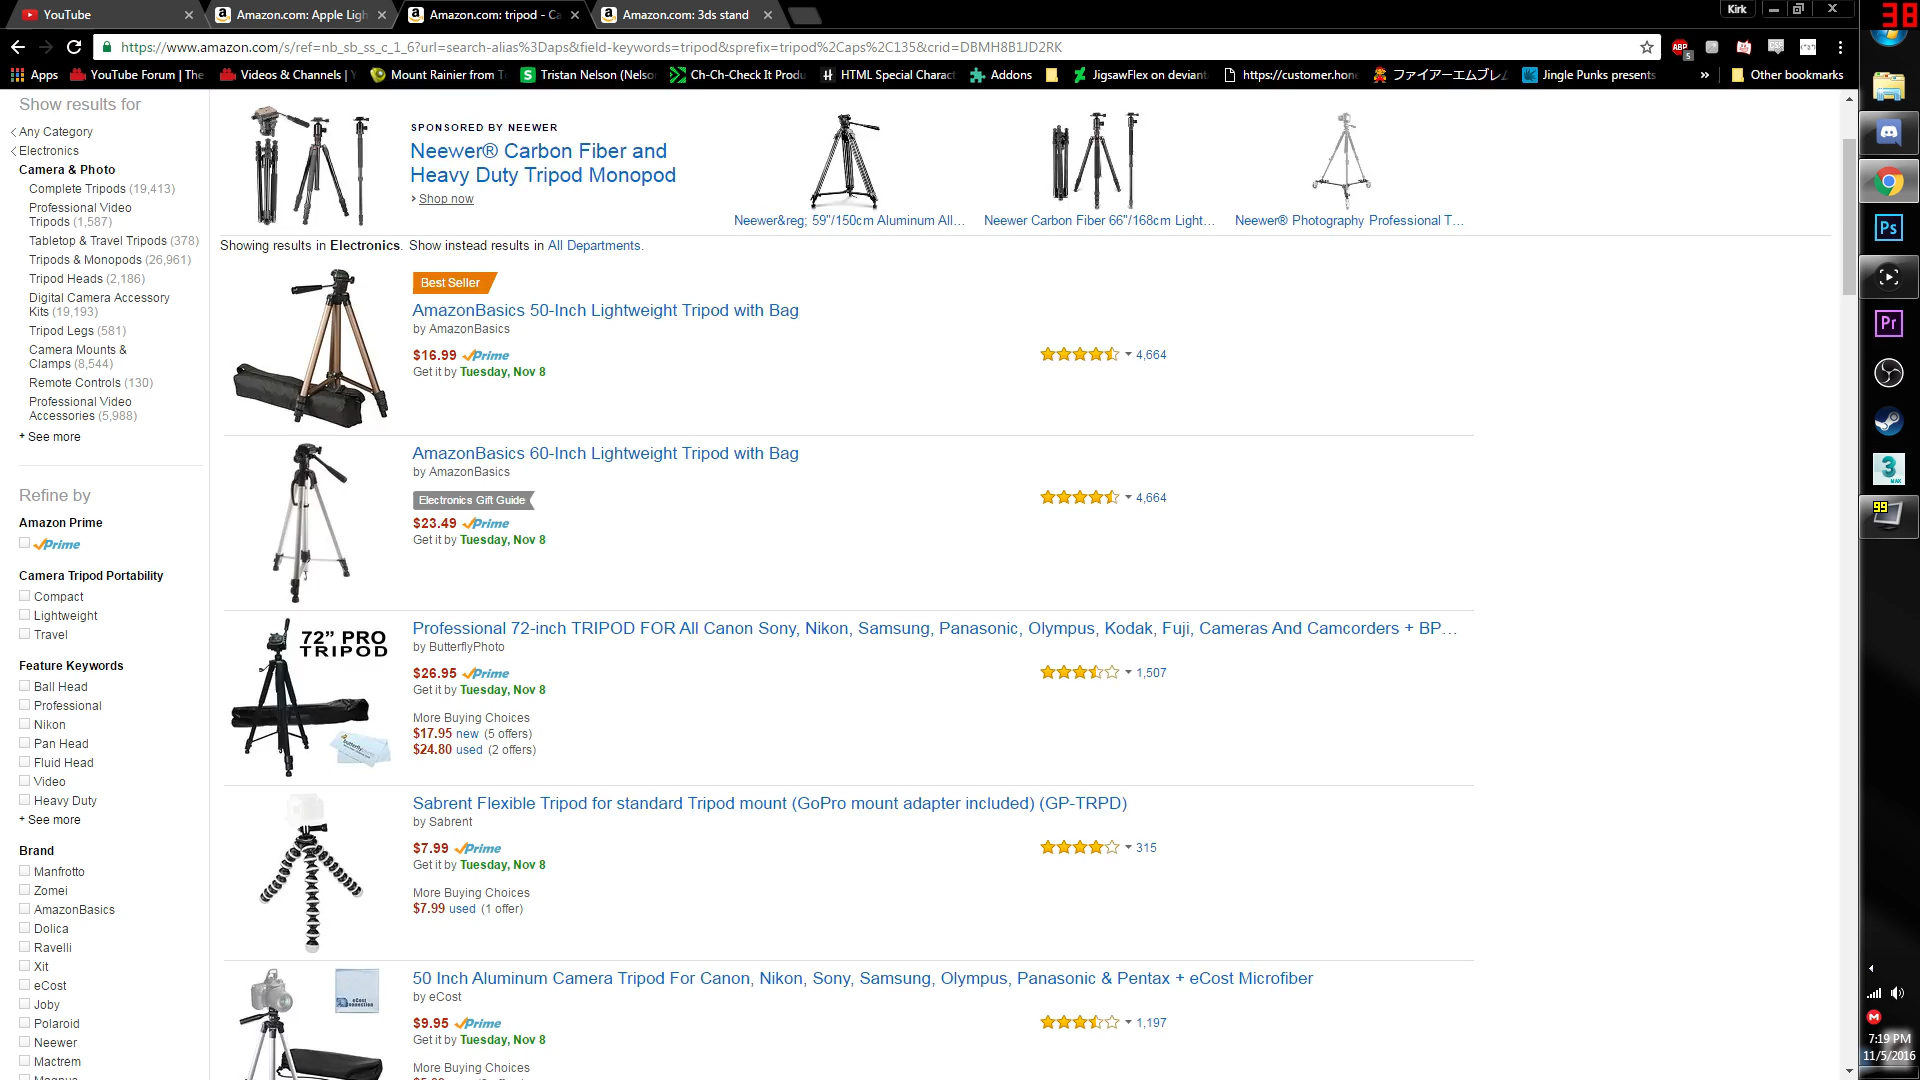 YouTube
Amazon.com: Apple Ligh
Amazon.com: tripod - Ca
Amazon.com: 3ds stand
Kirk
38
https://www.amazon.com/s/ref=nb_sb_ss_c_1_6?url=search-alias%3Daps&field-keywords=tripod&sprefix=tripod%2Caps%2C135&crid=DBMH8B1JD2RK
ABP
5
Apps
YouTube Forum | The
Videos & Channels | Y
Mount Rainier from T
Tristan Nelson (Nelso
Ch-Ch-Check It Produ
HTML Special Charact
Addons
JigsawFlex on deviant
https://customer.hone
ファイアーエムブレム
Jingle Punks presents
»
Other bookmarks
Show results for
Any Category
Electronics
Camera & Photo
Complete Tripods (19,413)
Professional Video
Tripods (1,587)
Tabletop & Travel Tripods (378)
Tripods & Monopods (26,961)
Tripod Heads (2,186)
Digital Camera Accessory
Kits (19,193)
Tripod Legs (581)
Camera Mounts &
Clamps (8,544)
Remote Controls (130)
Professional Video
Accessories (5,988)
+ See more
Refine by
Amazon Prime
Prime
Camera Tripod Portability
Compact
Lightweight
Travel
Feature Keywords
Ball Head
Professional
Nikon
Pan Head
Fluid Head
Video
Heavy Duty
+ See more
Brand
Manfrotto
Zomei
AmazonBasics
Dolica
Ravelli
Xit
eCost
Joby
Polaroid
Neewer
Mactrem
SPONSORED BY NEEWER
Neewer® Carbon Fiber and
Heavy Duty Tripod Monopod
› Shop now
Neewer&reg; 59"/150cm Aluminum All...
Neewer Carbon Fiber 66"/168cm Light...
Neewer® Photography Professional T...
Showing results in Electronics. Show instead results in All Departments.
Best Seller
AmazonBasics 50-Inch Lightweight Tripod with Bag
by AmazonBasics
$16.99 Prime
Get it by Tuesday, Nov 8
4,664
AmazonBasics 60-Inch Lightweight Tripod with Bag
by AmazonBasics
Electronics Gift Guide
$23.49 Prime
Get it by Tuesday, Nov 8
4,664
72" PRO
TRIPOD
Professional 72-inch TRIPOD FOR All Canon Sony, Nikon, Samsung, Panasonic, Olympus, Kodak, Fuji, Cameras And Camcorders + BP…
by ButterflyPhoto
$26.95 Prime
Get it by Tuesday, Nov 8
1,507
More Buying Choices
$17.95 new (5 offers)
$24.80 used (2 offers)
Sabrent Flexible Tripod for standard Tripod mount (GoPro mount adapter included) (GP-TRPD)
by Sabrent
$7.99 Prime
Get it by Tuesday, Nov 8
315
More Buying Choices
$7.99 used (1 offer)
50 Inch Aluminum Camera Tripod For Canon, Nikon, Sony, Samsung, Olympus, Panasonic & Pentax + eCost Microfiber
by eCost
$9.95 Prime
Get it by Tuesday, Nov 8
1,197
More Buying Choices
Ps
Pr
3
MAX
99
M
7:19 PM
11/5/2016